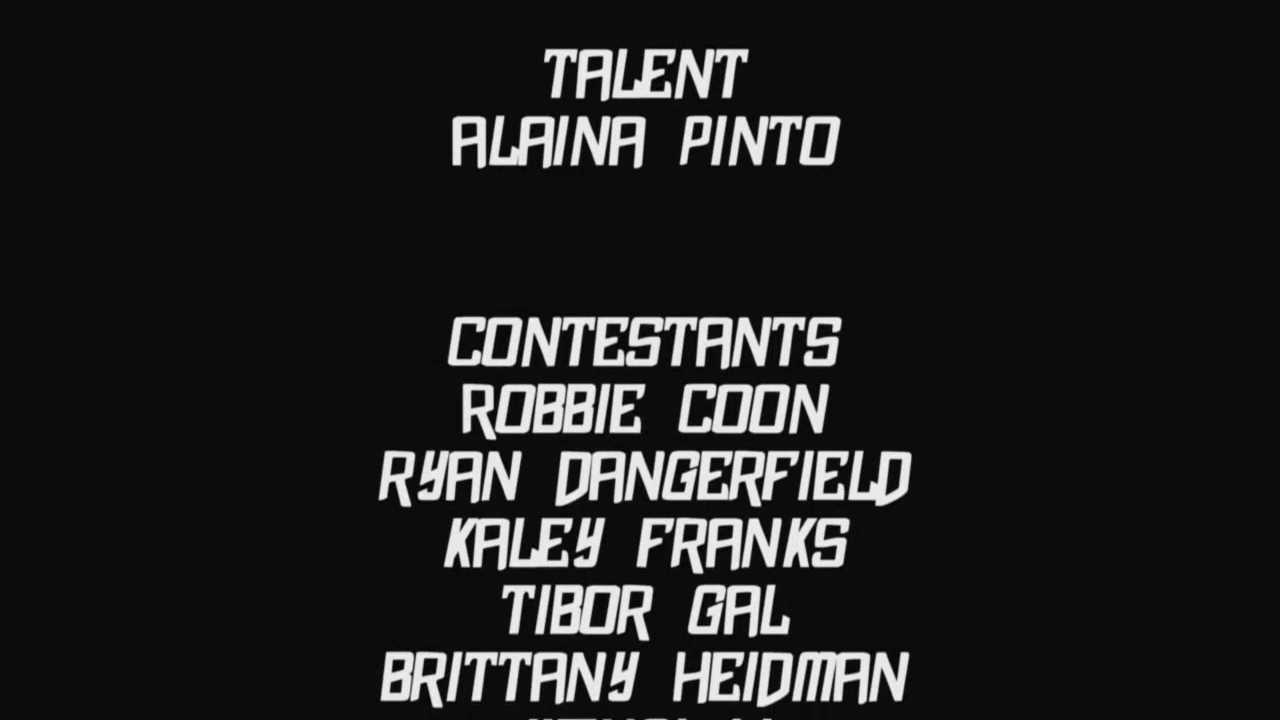 TALENT
ALAINA PINTO
CONTESTANTS
ROBBIE COON
RYAN DANGERFIELD
KALEY FRANKS
TIBOR GAL
BRITTANY HEIDMAN